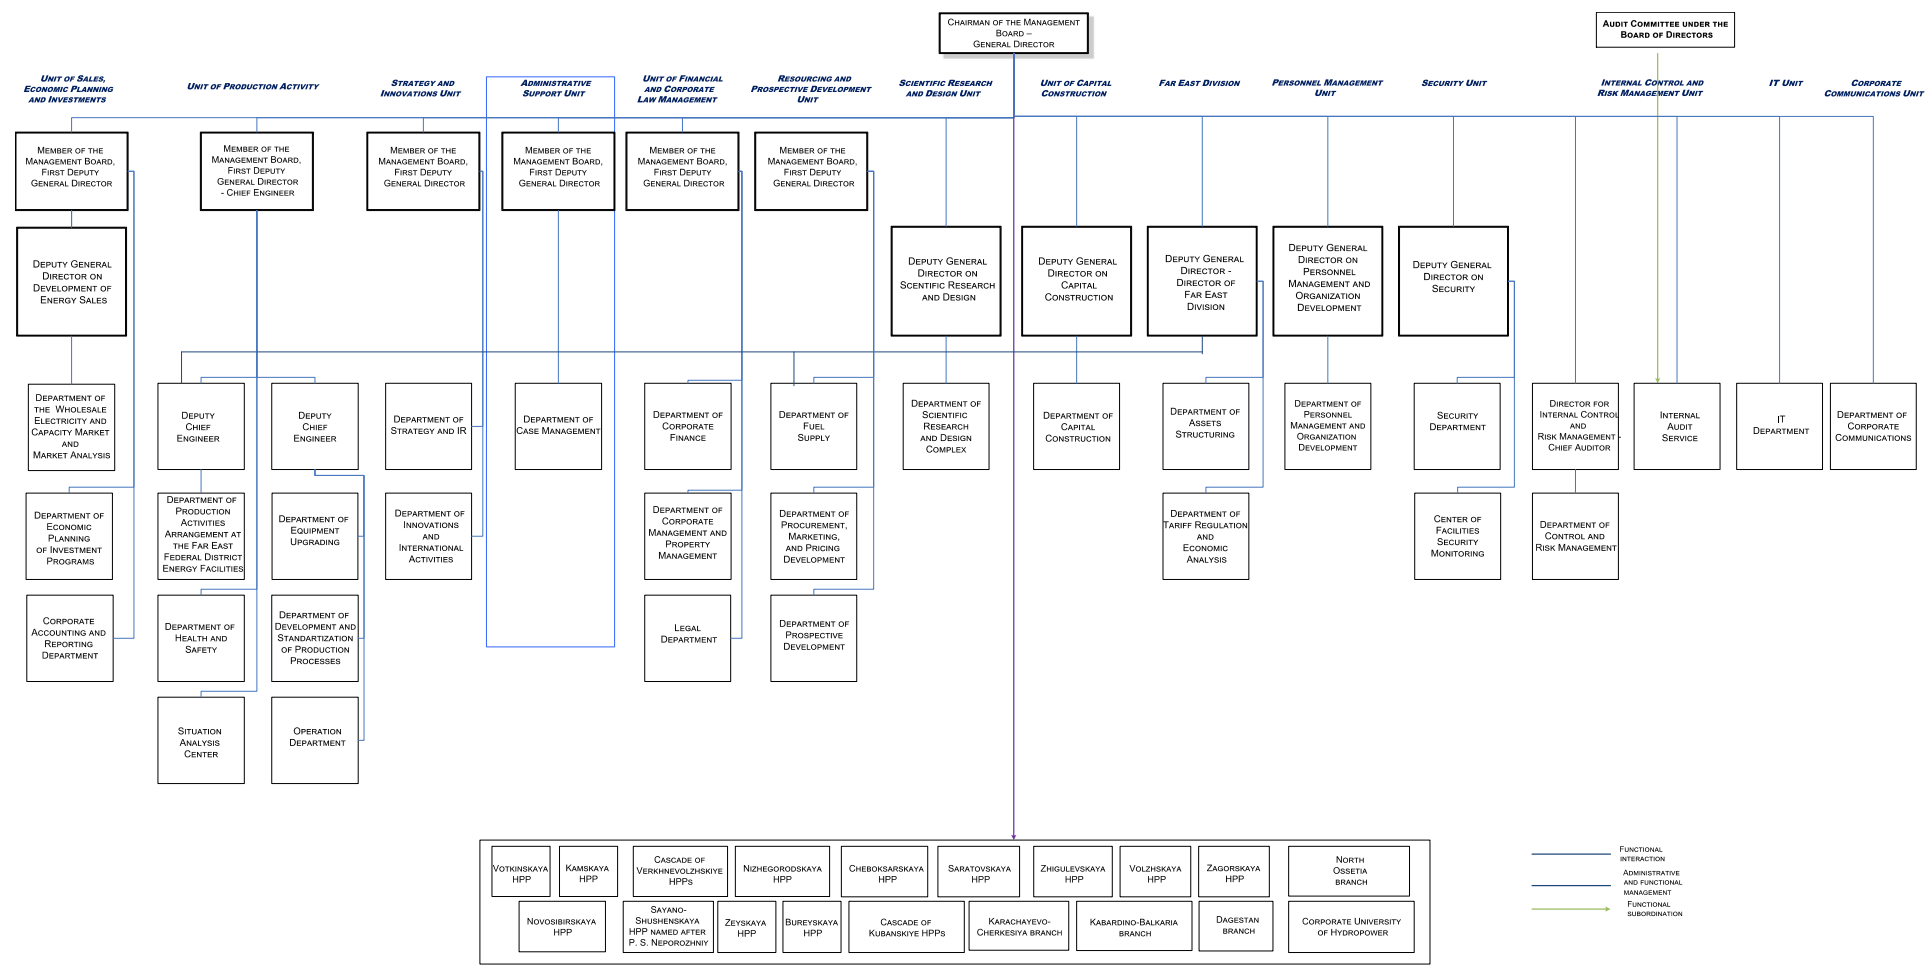 Chairman of the Management
Board –
General Director
Audit Committee under the
Board of Directors
Unit of Sales,
Economic Planning
and Investments
Unit of Production Activity
Strategy and
Innovations Unit
Administrative
Support Unit
Unit of Financial
and Corporate
Law Management
Resourcing and
Prospective Development
Unit
Scientific Research
and Design Unit
Unit of Capital
Construction
Far East Division
Personnel Management
Unit
Security Unit
Internal Control and
Risk Management Unit
IT Unit
Corporate
Communications Unit
Member of the
Management Board,
First Deputy
General Director
Member of the
Management Board,
First Deputy
General Director
- Chief Engineer
Member of the
Management Board,
First Deputy
General Director
Member of the
Management Board,
First Deputy
General Director
Member of the
Management Board,
First Deputy
General Director
Member of the
Management Board,
First Deputy
General Director
Deputy General
Director on
Development of
Energy Sales
Deputy General
Director on
Scentific Research
and Design
Deputy General
Director on
Capital
Construction
Deputy General
Director -
Director of
Far East
Division
Deputy General
Director on
Personnel
Management and
Organization
Development
Deputy General
Director on
Security
Department of
the Wholesale
Electricity and
Capacity Market
and
Market Analysis
Deputy
Chief
Engineer
Deputy
Chief
Engineer
Department of
Strategy and IR
Department of
Case Management
Department of
Corporate
Finance
Department of
Fuel
Supply
Department of
Scientific
Research
and Design
Complex
Department of
Capital
Construction
Department of
Assets
Structuring
Department of
Personnel
Management and
Organization
Development
Security
Department
Director for
Internal Control
and
Risk Management -
Chief Auditor
Internal
Audit
Service
IT
Department
Department of
Corporate
Communications
Department of
Economic
Planning
of Investment
Programs
Department of
Production
Activities
Arrangement at
the Far East
Federal District
Energy Facilities
Department of
Equipment
Upgrading
Department of
Innovations
and
International
Activities
Department of
Corporate
Management and
Property
Management
Department of
Procurement,
Marketing,
and Pricing
Development
Department of
Tariff Regulation
and
Economic
Analysis
Center of
Facilities
Security
Monitoring
Department of
Control and
Risk Management
Corporate
Accounting and
Reporting
Department
Department of
Health and
Safety
Department of
Development and
Standartization
of Production
Processes
Legal
Department
Department of
Prospective
Development
Situation
Analysis
Center
Operation
Department
Votkinskaya
HPP
Kamskaya
HPP
Cascade of
Verkhnevolzhskiye
HPPs
Nizhegorodskaya
HPP
Cheboksarskaya
HPP
Saratovskaya
HPP
Zhigulevskaya
HPP
Volzhskaya
HPP
Zagorskaya
HPP
North
Ossetia
branch
Novosibirskaya
HPP
Sayano-
Shushenskaya
HPP named after
P. S. Neporozhniy
Zeyskaya
HPP
Bureyskaya
HPP
Cascade of
Kubanskiye HPPs
Karachayevo-
Cherkesiya branch
Kabardino-Balkaria
branch
Dagestan
branch
Corporate University
of Hydropower
Functional
interaction
Administrative
and functional
management
Functional
subordination